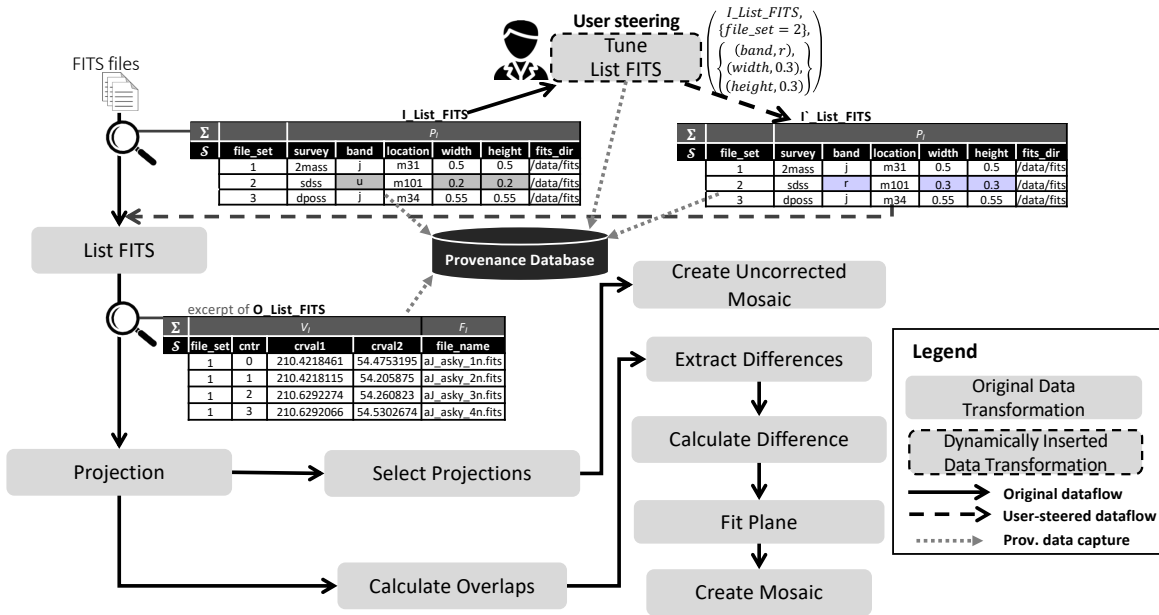 User steering
Tune
List FITS
I_List_FITS,
{file_set = 2},
(band, r),
(width, 0.3),
(height, 0.3)
FITS files
I_List_FITS
Σ P_I
S file_set survey band location width height fits_dir
1 2mass j m31 0.5 0.5 /data/fits
2 sdss u m101 0.2 0.2 /data/fits
3 dposs j m34 0.55 0.55 /data/fits
I`_List_FITS
Σ P_I
S file_set survey band location width height fits_dir
1 2mass j m31 0.5 0.5 /data/fits
2 sdss r m101 0.3 0.3 /data/fits
3 dposs j m34 0.55 0.55 /data/fits
List FITS
Provenance Database
Create Uncorrected
Mosaic
excerpt of O_List_FITS
Σ V_I F_I
S file_set cntr crval1 crval2 file_name
1 0 210.4218461 54.4753195 aJ_asky_1n.fits
1 1 210.4218115 54.205875 aJ_asky_2n.fits
1 2 210.6292274 54.260823 aJ_asky_3n.fits
1 3 210.6292066 54.5302674 aJ_asky_4n.fits
Extract Differences
Calculate Difference
Projection
Select Projections
Fit Plane
Calculate Overlaps
Create Mosaic
Legend
Original Data
Transformation
Dynamically Inserted
Data Transformation
Original dataflow
User-steered dataflow
Prov. data capture